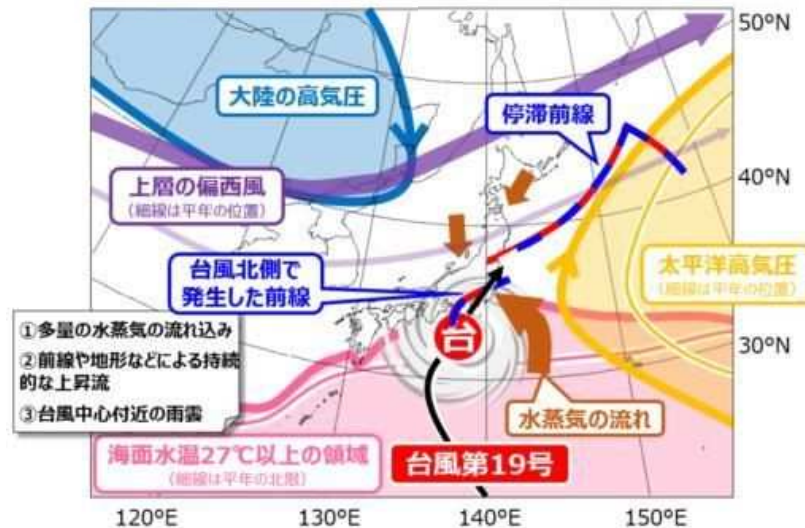 50°N
大陸の高気圧
停滞前線
40°N
上層の偏西風
（細線は平年の位置）
台風北側で
発生した前線
太平洋高気圧
（細線は平年の位置）
①多量の水蒸気の流れ込み
②前線や地形などによる持続
的な上昇流
③台風中心付近の雨雲
台
30°N
水蒸気の流れ
海面水温27℃以上の領域
（細線は平年の北限）
台風第19号
120°E
130°E
140°E
150°E